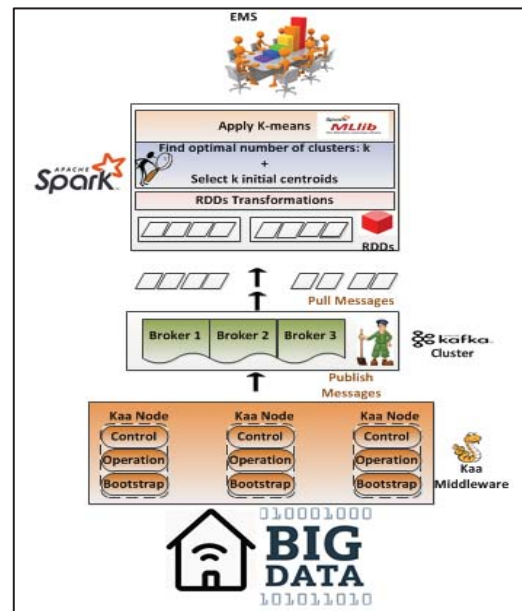 EMS
Apply K-means
Spark
MLlib
Find optimal number of clusters: k
+
Select k initial centroids
APACHE
Spark
RDDs Transformations
RDDs
Pull Messages
Broker 1 Broker 2 Broker 3
kafka
Cluster
Publish
Messages
Kaa Node Kaa Node Kaa Node
Control Control Control
Operation Operation Operation
Bootstrap Bootstrap Bootstrap
Kaa
Middleware
010001000
BIG
DATA
101011010